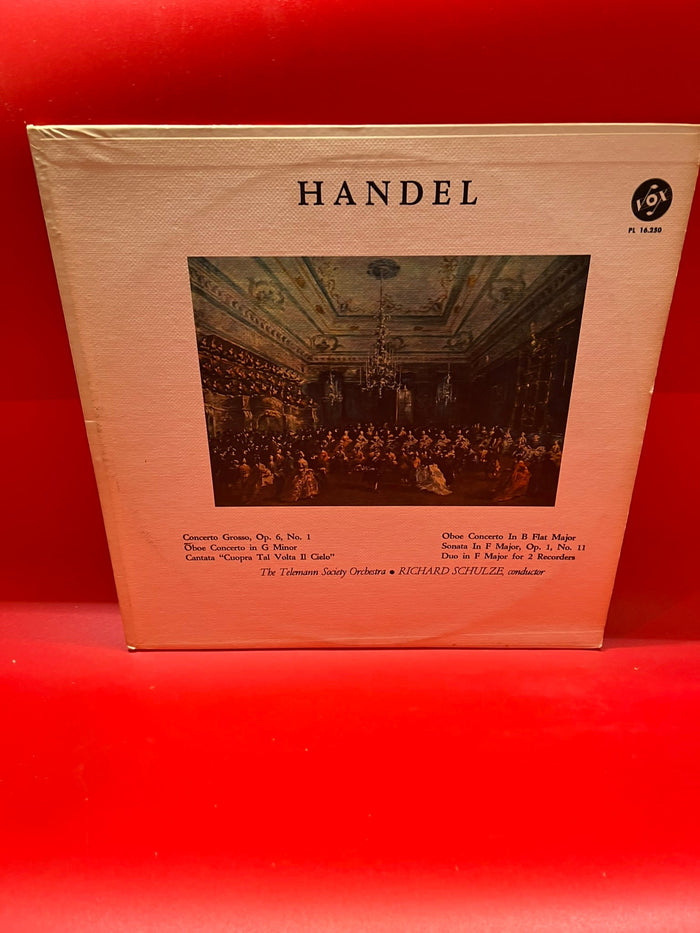 HANDEL
VOX
PL 16.250
Concerto Grosso, Op. 6, No. 1
Oboe Concerto in G Minor
Cantata "Cuopra Tal Volta Il Cielo"
Oboe Concerto In B Flat Major
Sonata In F Major, Op. 1, No. 11
Duo in F Major for 2 Recorders
The Telemann Society Orchestra • RICHARD SCHULZE, conductor